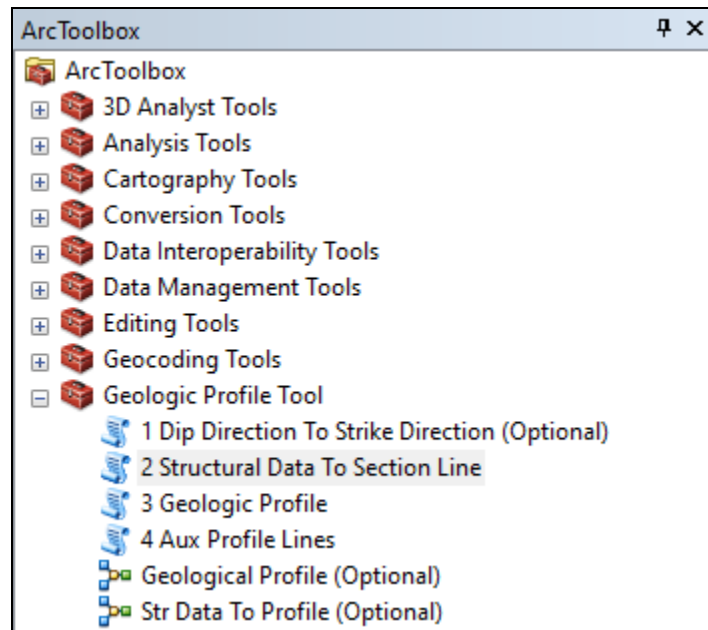 ArcToolbox
ArcToolbox
3D Analyst Tools
Analysis Tools
Cartography Tools
Conversion Tools
Data Interoperability Tools
Data Management Tools
Editing Tools
Geocoding Tools
Geologic Profile Tool
1 Dip Direction To Strike Direction (Optional)
2 Structural Data To Section Line
3 Geologic Profile
4 Aux Profile Lines
Geological Profile (Optional)
Str Data To Profile (Optional)